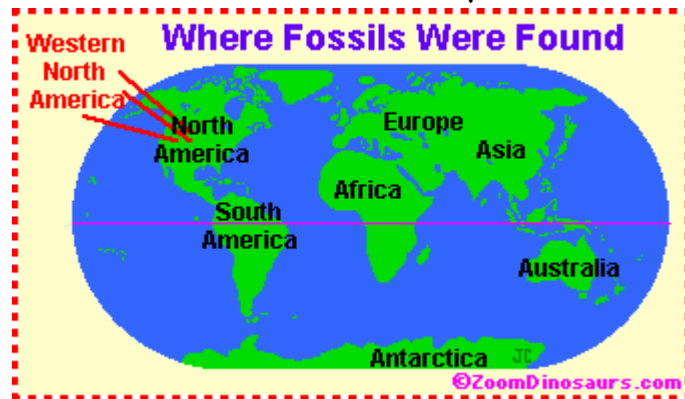 Where Fossils Were Found
Western
North
America
North
America
Europe
Asia
Africa
South
America
Australia
Antarctica
JC
©ZoomDinosaurs.com